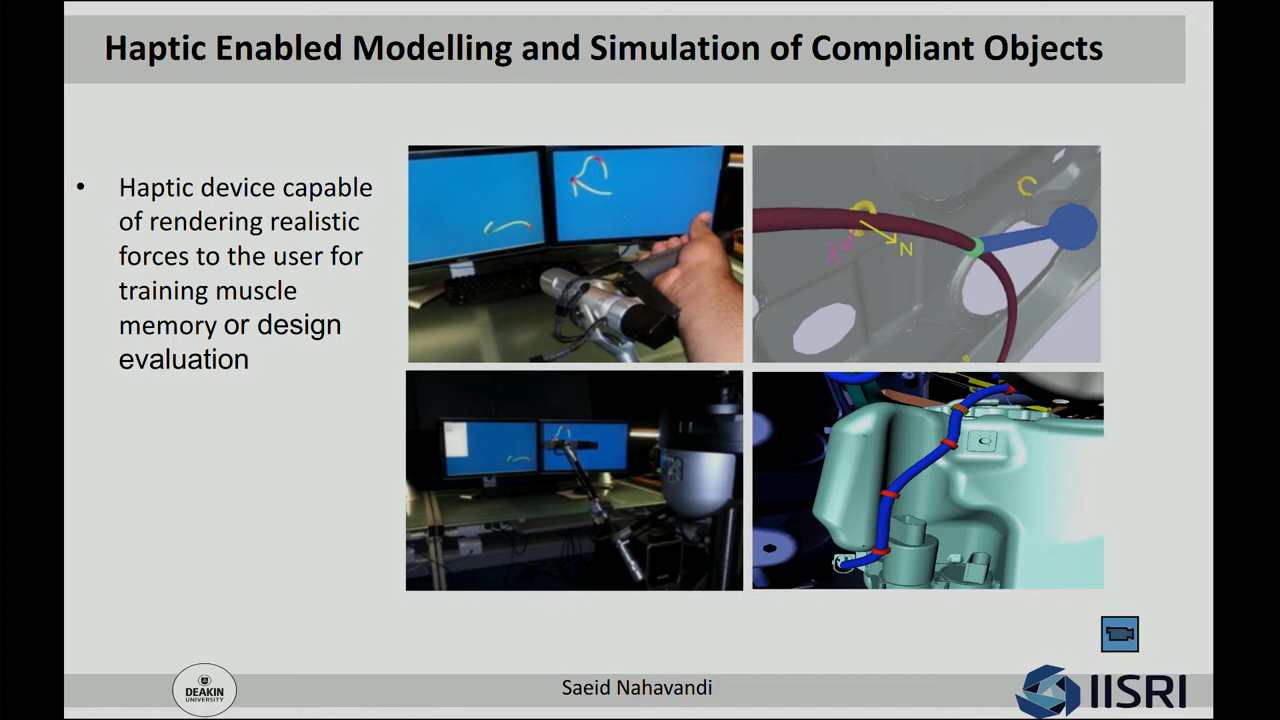 Haptic Enabled Modelling and Simulation of Compliant Objects
• Haptic device capable
of rendering realistic
forces to the user for
training muscle
memory or design
evaluation
N
DEAKIN
UNIVERSITY
Saeid Nahavandi
IISRI